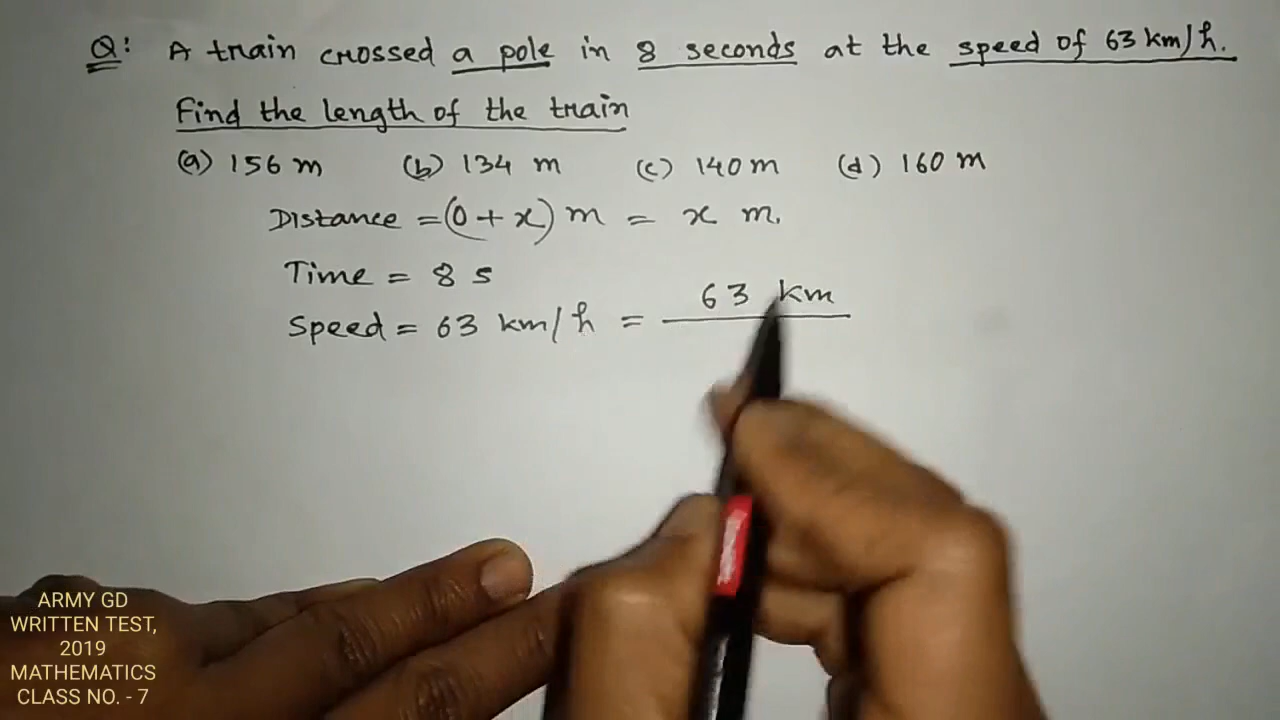 Q: A train crossed a pole in 8 seconds at the speed of 63 km/h.
Find the length of the train
(a) 156 m (b) 134 m (c) 140 m (d) 160 m
Distance = (0 + x) m = x m.
Time = 8 s
Speed = 63 km/h = 63 km
ARMY GD
WRITTEN TEST,
2019
MATHEMATICS
CLASS NO. - 7